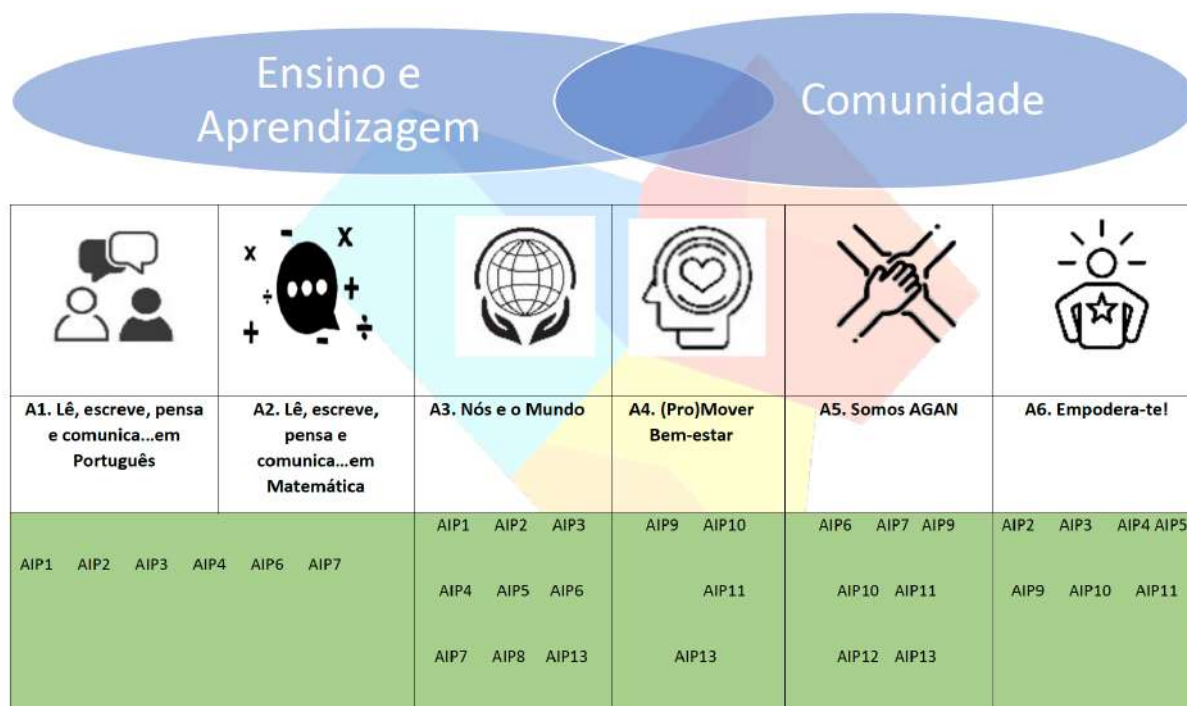 Ensino e
Aprendizagem
Comunidade
A1. Lê, escreve, pensa
e comunica...em
Português
A2. Lê, escreve,
pensa e
comunica...em
Matemática
A3. Nós e o Mundo
A4. (Pro)Mover
Bem-estar
A5. Somos AGAN
A6. Empodera-te!
AIP1 AIP2 AIP3 AIP4 AIP6 AIP7
AIP1 AIP2 AIP3
AIP4 AIP5 AIP6
AIP7 AIP8 AIP13
AIP9 AIP10
AIP11
AIP13
AIP6 AIP7 AIP9
AIP10 AIP11
AIP12 AIP13
AIP2 AIP3 AIP4 AIP5
AIP9 AIP10 AIP11